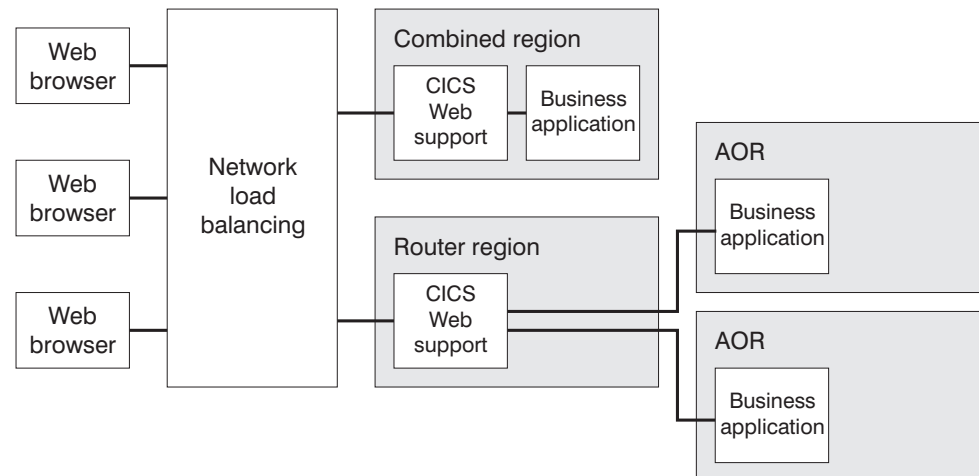 Web
browser
Web
browser
Web
browser
Network
load
balancing
Combined region
CICS
Web
support
Business
application
Router region
CICS
Web
support
AOR
Business
application
AOR
Business
application